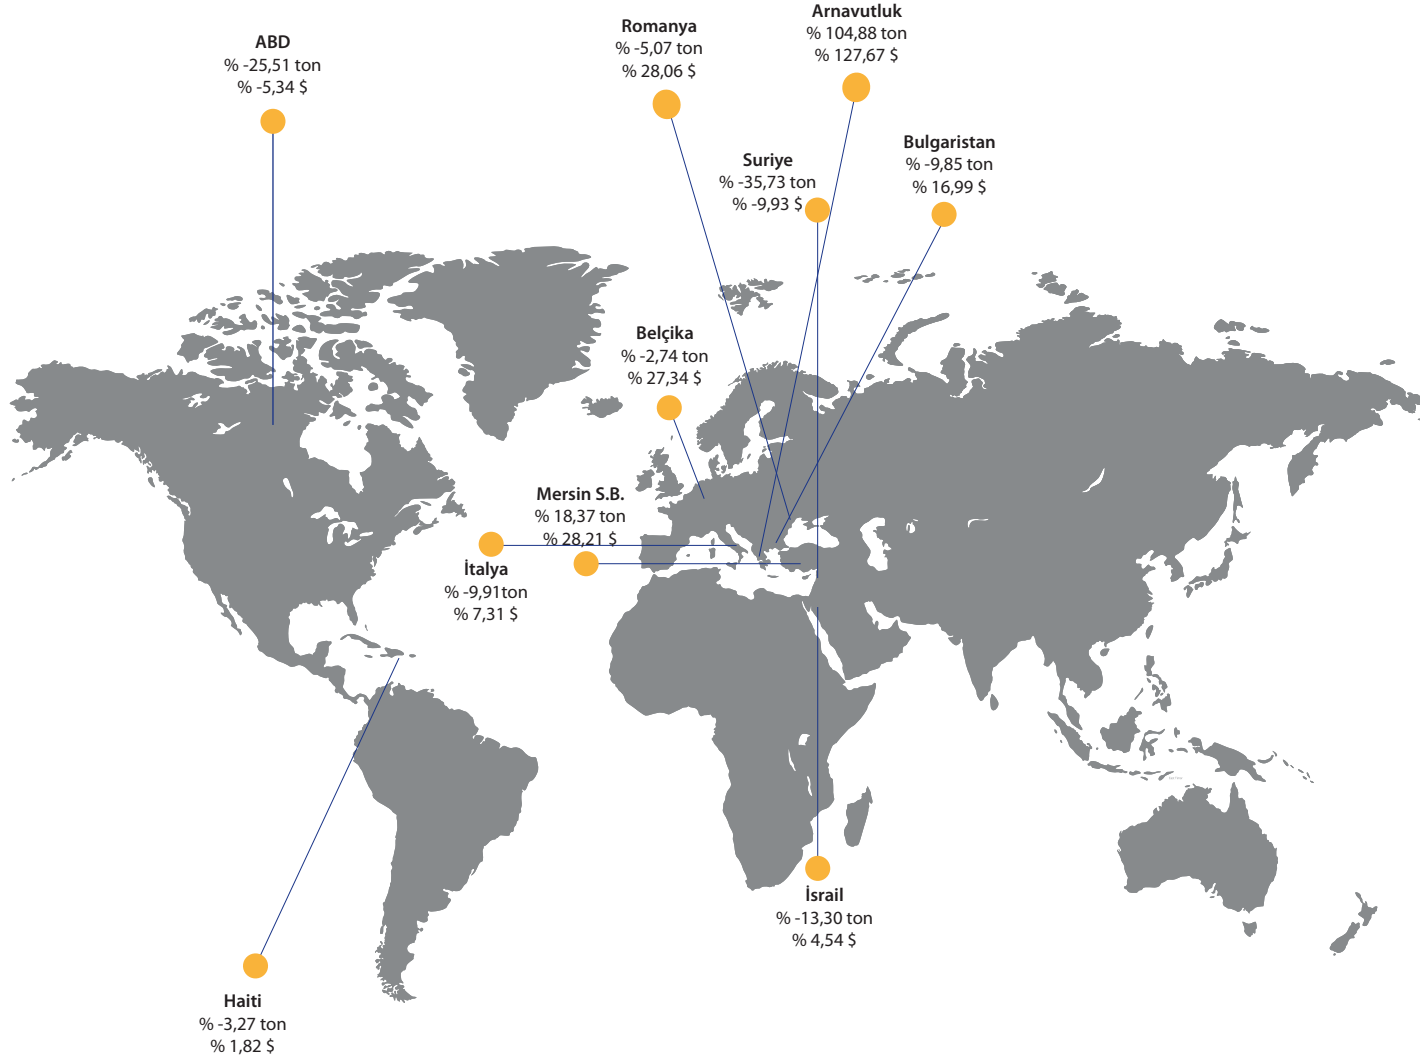 Arnavutluk
% 104,88 ton
% 127,67 $
Romanya
% -5,07 ton
% 28,06 $
ABD
% -25,51 ton
% -5,34 $
Bulgaristan
% -9,85 ton
% 16,99 $
Suriye
% -35,73 ton
% -9,93 $
Belçika
% -2,74 ton
% 27,34 $
Mersin S.B.
% 18,37 ton
% 28,21 $
İtalya
% -9,91ton
% 7,31 $
İsrail
% -13,30 ton
% 4,54 $
Haiti
% -3,27 ton
% 1,82 $